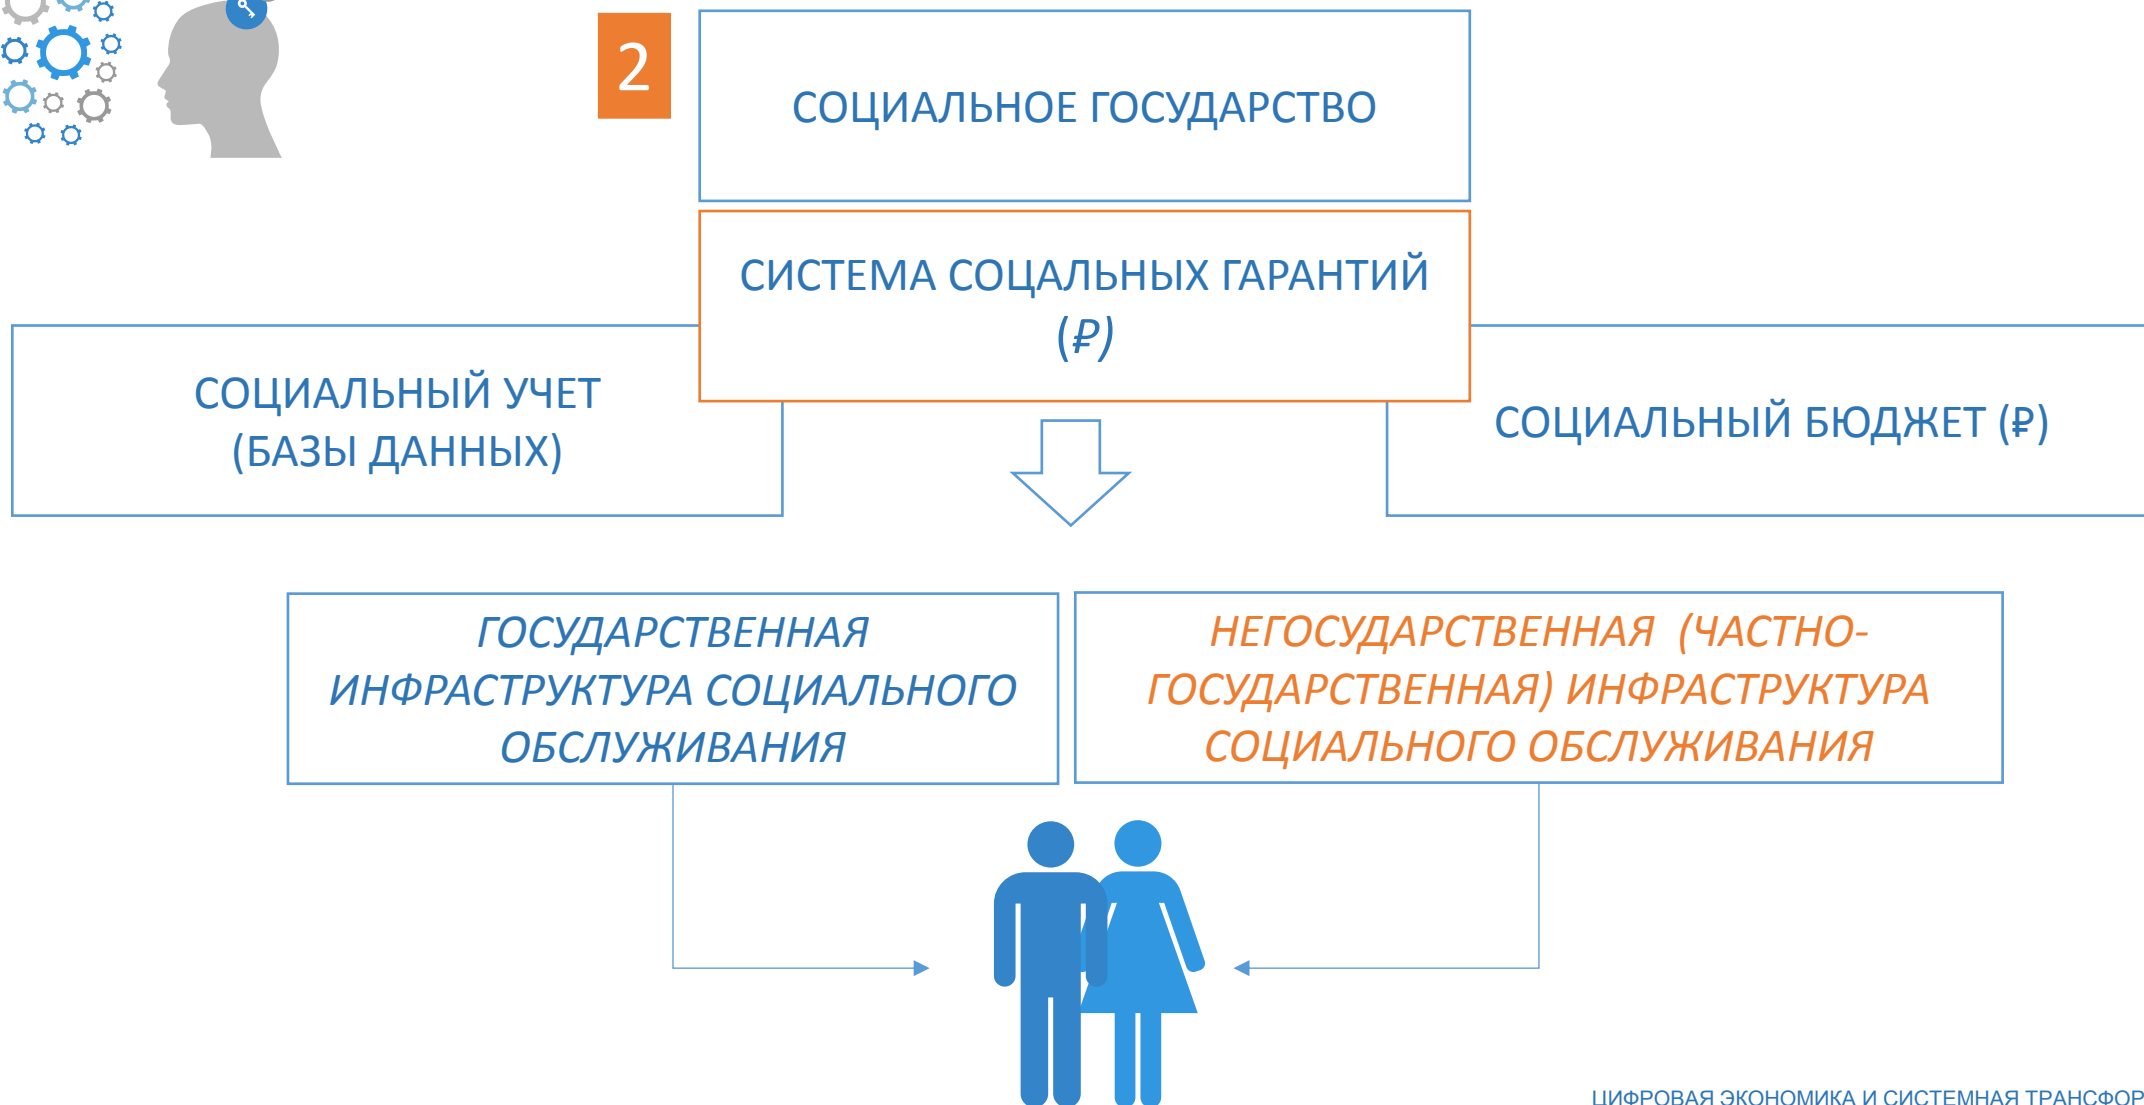 2
СОЦИАЛЬНОЕ ГОСУДАРСТВО
СИСТЕМА СОЦАЛЬНЫХ ГАРАНТИЙ
(₽)
СОЦИАЛЬНЫЙ УЧЕТ
(БАЗЫ ДАННЫХ)
СОЦИАЛЬНЫЙ БЮДЖЕТ (₽)
ГОСУДАРСТВЕННАЯ
ИНФРАСТРУКТУРА СОЦИАЛЬНОГО
ОБСЛУЖИВАНИЯ
НЕГОСУДАРСТВЕННАЯ (ЧАСТНО-
ГОСУДАРСТВЕННАЯ) ИНФРАСТРУКТУРА
СОЦИАЛЬНОГО ОБСЛУЖИВАНИЯ
ЦИФРОВАЯ ЭКОНОМИКА И СИСТЕМНАЯ ТРАНСФОР